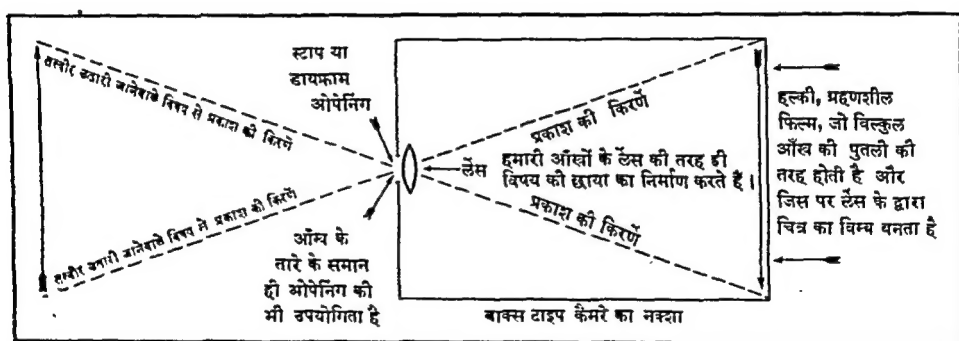 तस्वीर उतारी जानेवाले विषय से प्रकाश की किरणें
तस्वीर उतारी जानेवाले विषय से प्रकाश की किरणें
स्टाप या
डायफ्राम
ओपेनिंग
लेंस
आँख के
तारे के समान
ही ओपेनिंग की
भी उपयोगिता है
प्रकाश की किरणें
हमारी आँखों के लेंस की तरह ही
विषय की छाया का निर्माण करते हैं।
प्रकाश की किरणें
हल्की, ग्रहणशील
फिल्म, जो विल्कुल
आँख की पुतली की
तरह होती है और
जिस पर लेंस के द्वारा
चित्र का विम्ब बनता है
बाक्स टाइप कैमरे का नक्शा